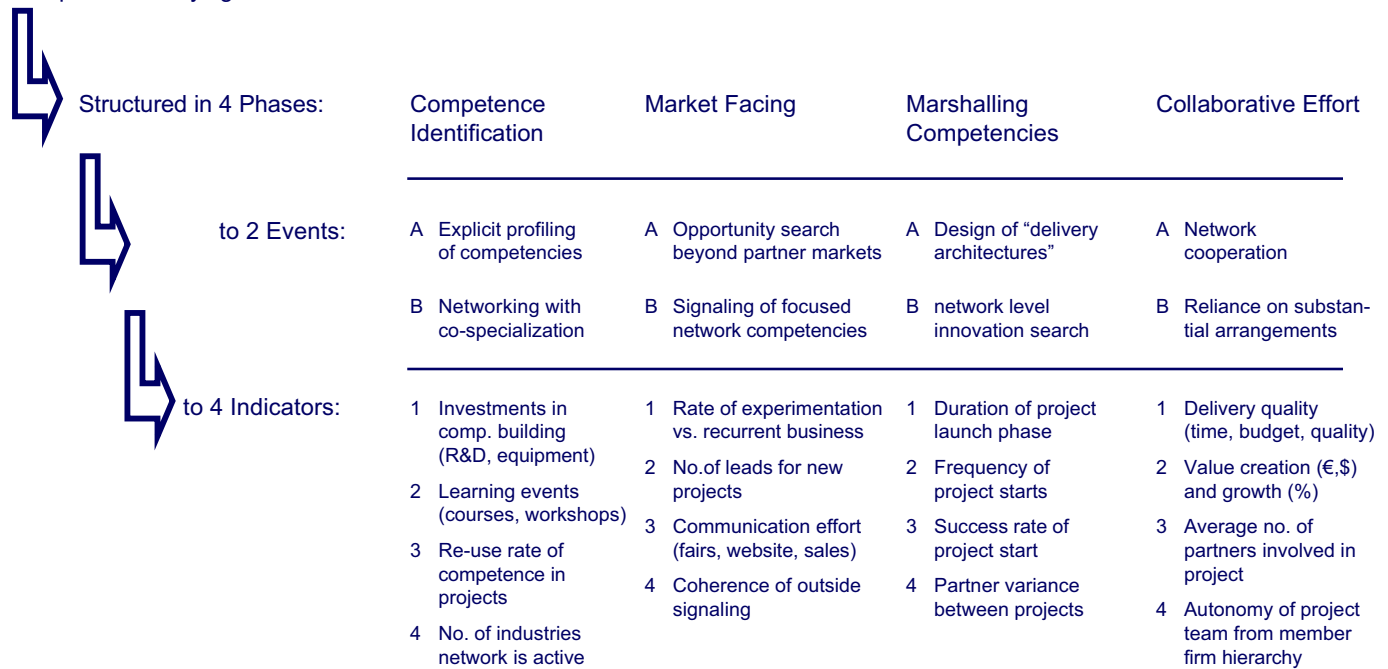 Structured in 4 Phases:
Competence
Identification
Market Facing
Marshalling
Competencies
Collaborative Effort
to 2 Events:
A Explicit profiling
of competencies
A Opportunity search
beyond partner markets
A Design of “delivery
architectures”
A Network
cooperation
B Networking with
co-specialization
B Signaling of focused
network competencies
B network level
innovation search
B Reliance on substan-
tial arrangements
to 4 Indicators:
1 Investments in
comp. building
(R&D, equipment)
2 Learning events
(courses, workshops)
3 Re-use rate of
competence in
projects
4 No. of industries
network is active
1 Rate of experimentation
vs. recurrent business
2 No.of leads for new
projects
3 Communication effort
(fairs, website, sales)
4 Coherence of outside
signaling
1 Duration of project
launch phase
2 Frequency of
project starts
3 Success rate of
project start
4 Partner variance
between projects
1 Delivery quality
(time, budget, quality)
2 Value creation (€,$)
and growth (%)
3 Average no. of
partners involved in
project
4 Autonomy of project
team from member
firm hierarchy